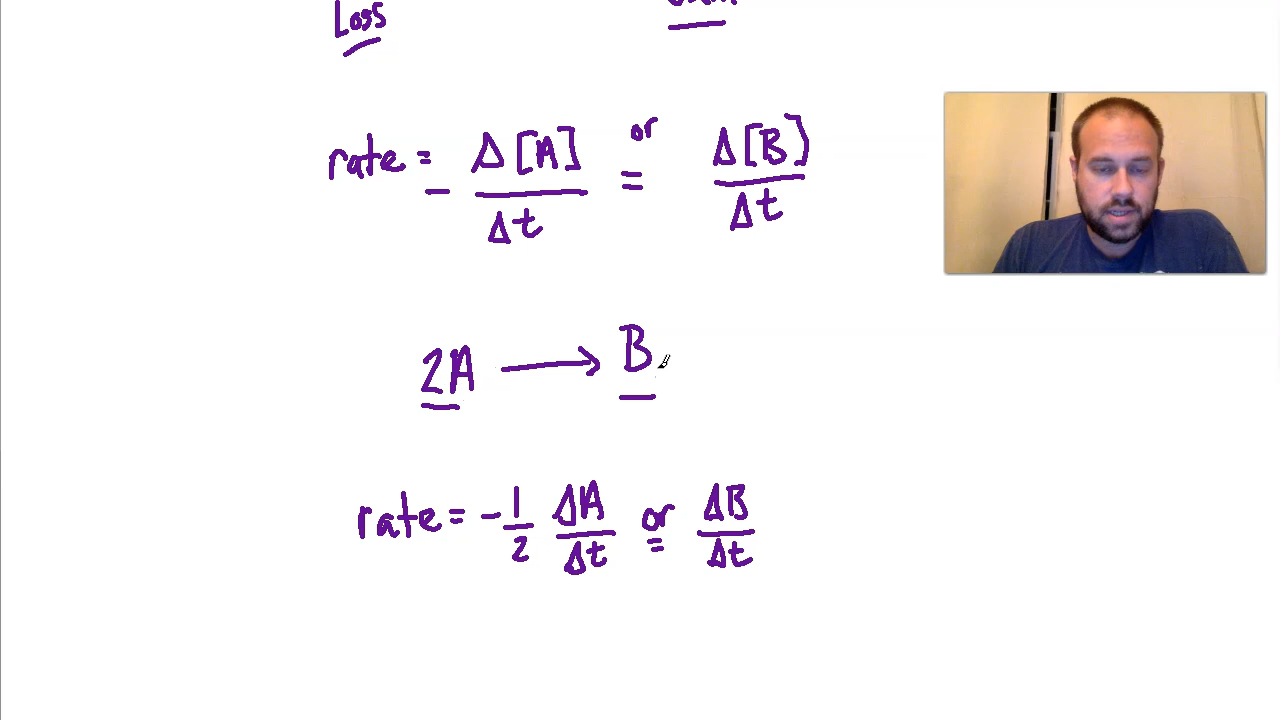 Loss
rate = - Δ[A]/Δt or = Δ[B]/Δt
2A → B
rate = - 1/2 ΔA/Δt or = ΔB/Δt